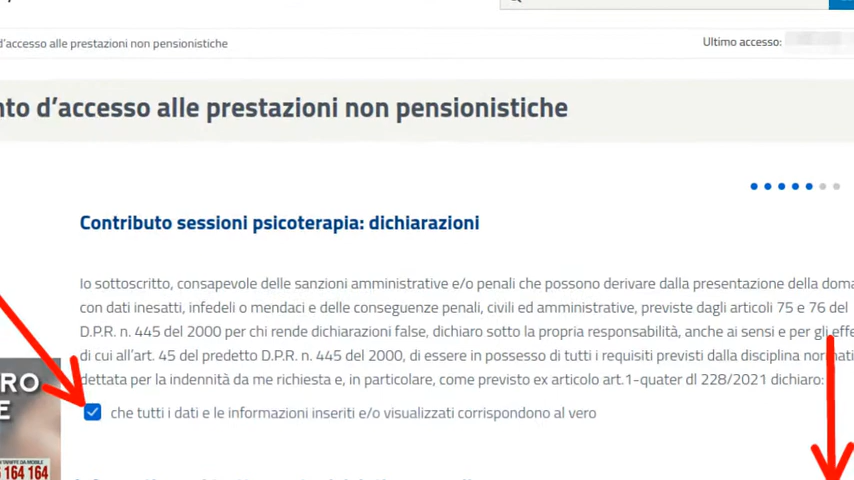 d'accesso alle prestazioni non pensionistiche
Ultimo accesso:
nto d'accesso alle prestazioni non pensionistiche
Contributo sessioni psicoterapia: dichiarazioni
Io sottoscritto, consapevole delle sanzioni amministrative e/o penali che possono derivare dalla presentazione della doma
con dati inesatti, infedeli o mendaci e delle conseguenze penali, civili ed amministrative, previste dagli articoli 75 e 76 del
D.P.R. n. 445 del 2000 per chi rende dichiarazioni false, dichiaro sotto la propria responsabilità, anche ai sensi e per gli effe
di cui all'art. 45 del predetto D.P.R. n. 445 del 2000, di essere in possesso di tutti i requisiti previsti dalla disciplina normati
dettata per la indennità da me richiesta e, in particolare, come previsto ex articolo art.1-quater dl 228/2021 dichiaro:
che tutti i dati e le informazioni inseriti e/o visualizzati corrispondono al vero
RO
E
TARIFFE DA MOBILE
164 164